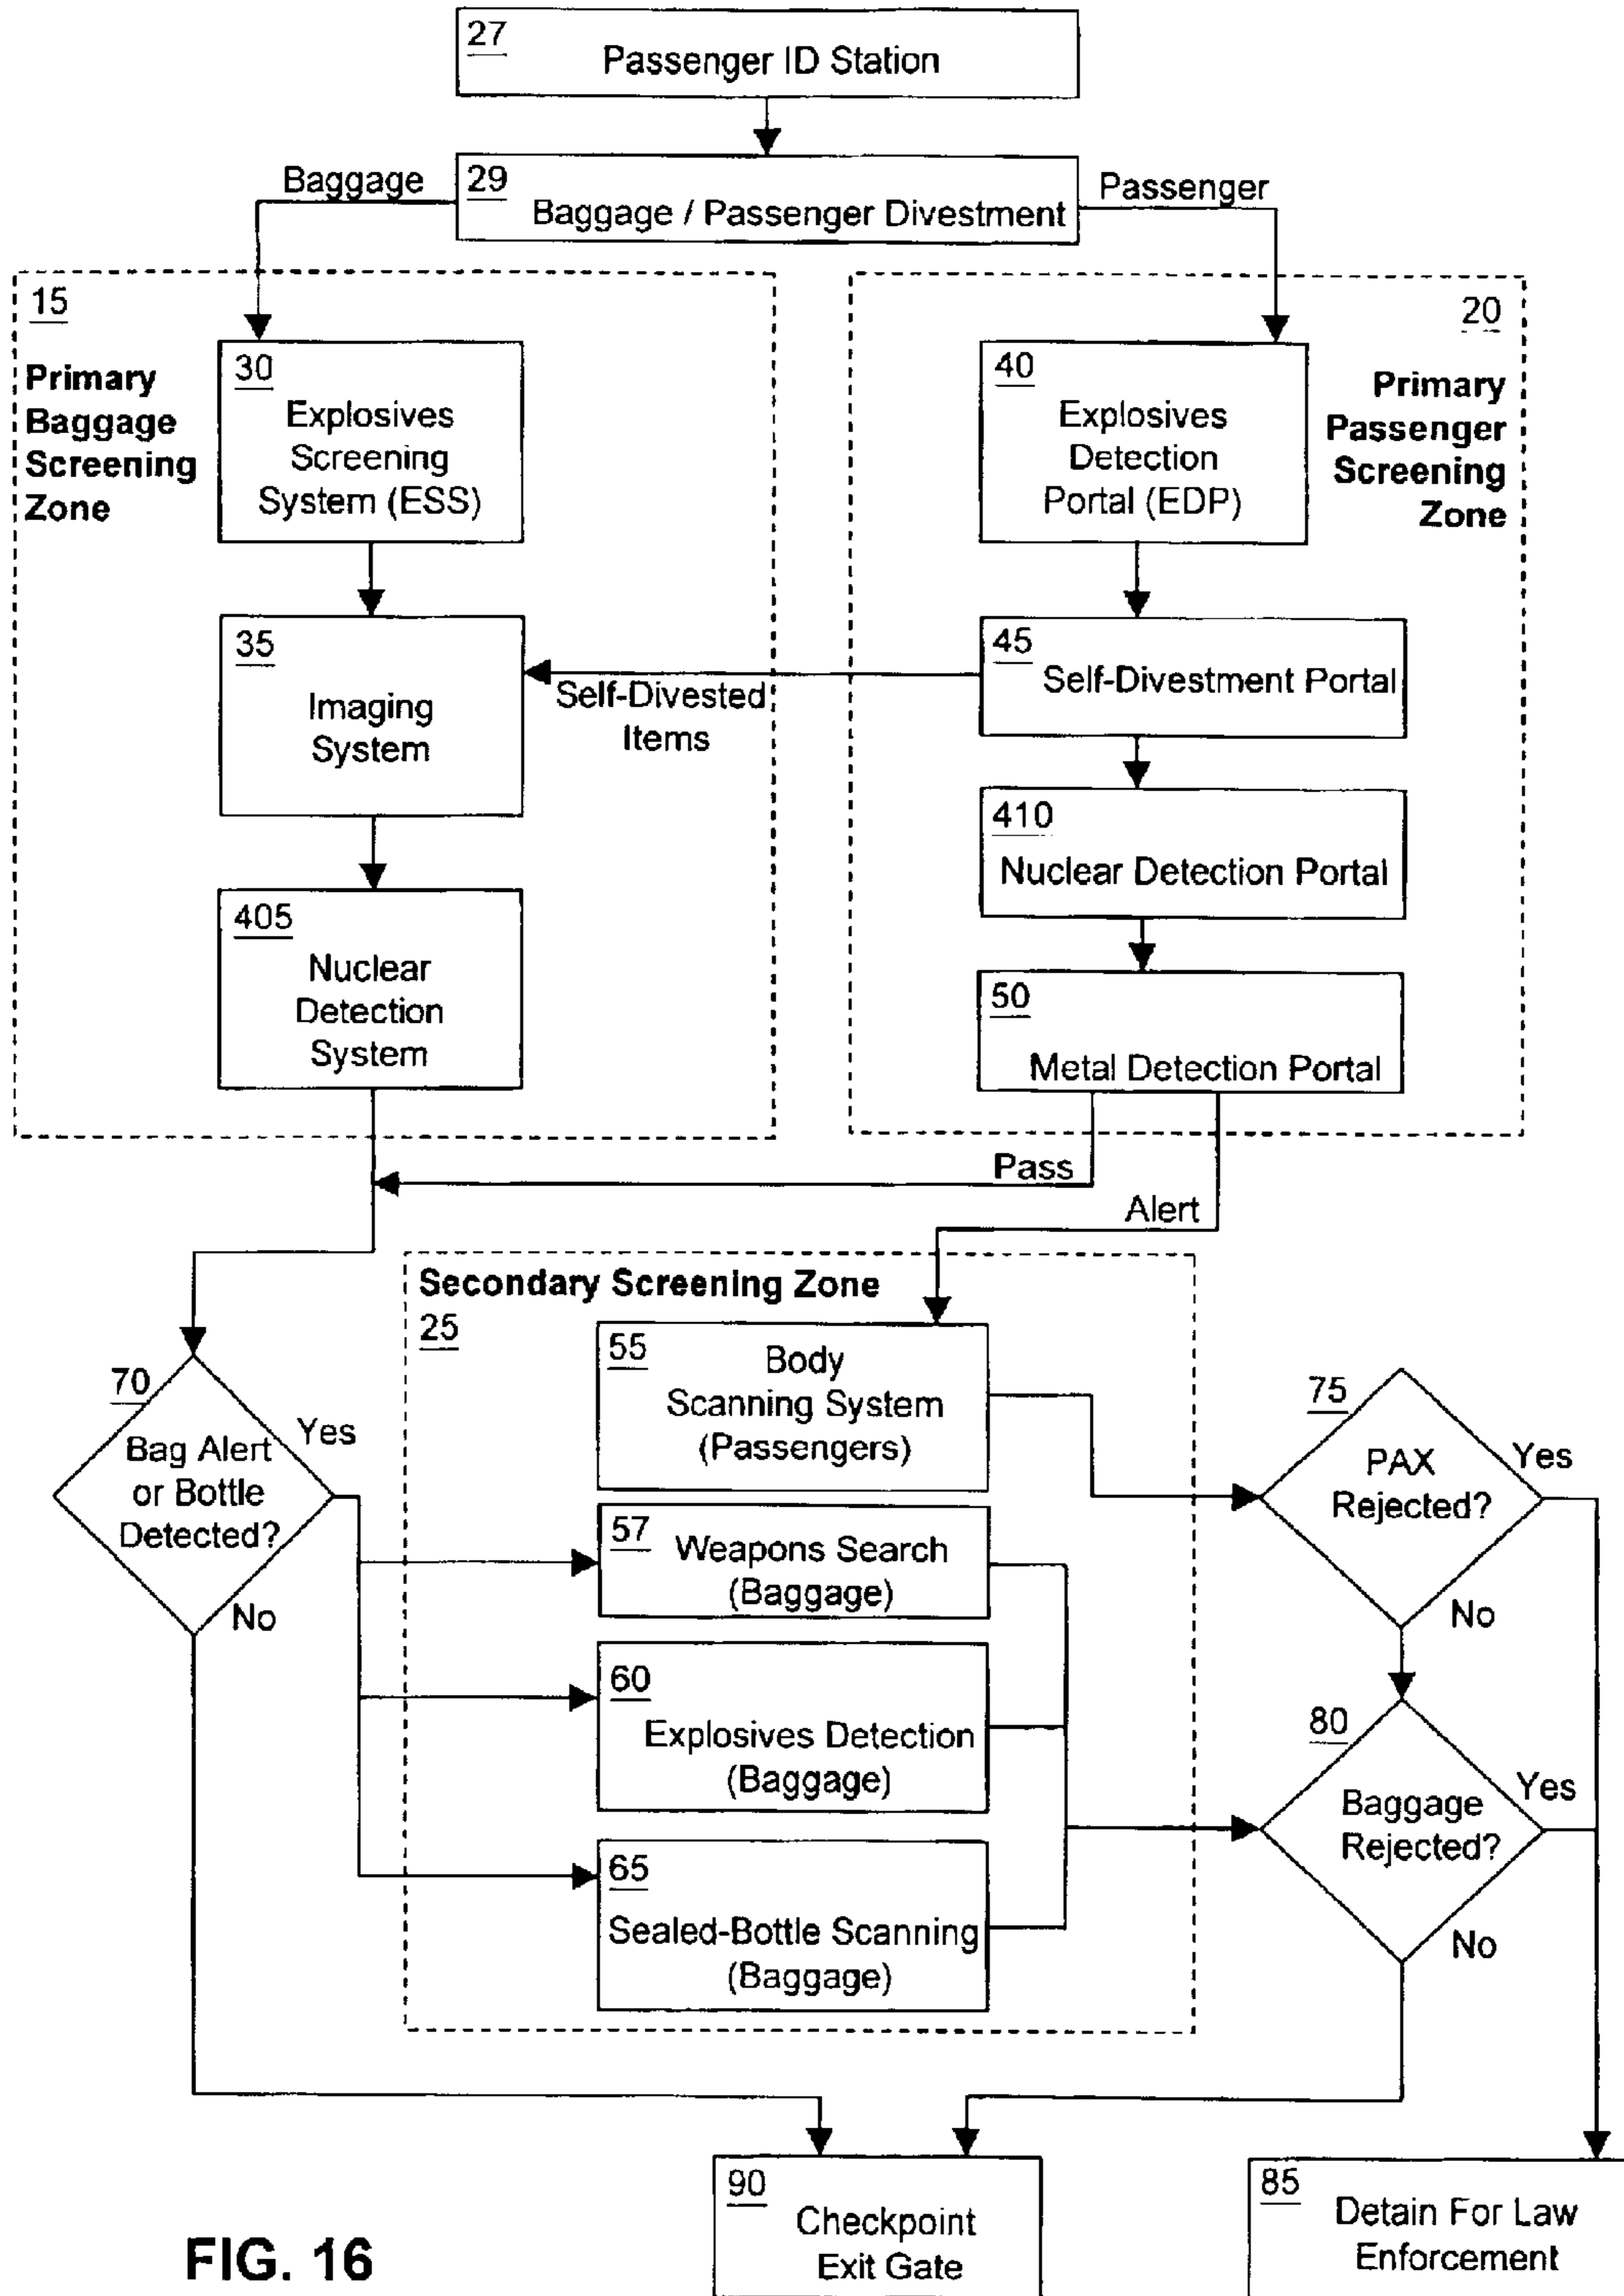 27
Passenger ID Station
29
Baggage / Passenger Divestment
Baggage
Passenger
15
Primary
Baggage
Screening
Zone
30
Explosives
Screening
System (ESS)
35
Imaging
System
405
Nuclear
Detection
System
Self-Divested
Items
20
Primary
Passenger
Screening
Zone
40
Explosives
Detection
Portal (EDP)
45
Self-Divestment Portal
410
Nuclear Detection Portal
50
Metal Detection Portal
Pass
Alert
70
Bag Alert
or Bottle
Detected?
Yes
No
Secondary Screening Zone
25
55
Body
Scanning System
(Passengers)
57
Weapons Search
(Baggage)
60
Explosives Detection
(Baggage)
65
Sealed-Bottle Scanning
(Baggage)
75
PAX
Rejected?
Yes
No
80
Baggage
Rejected?
Yes
No
90
Checkpoint
Exit Gate
85
Detain For Law
Enforcement
FIG. 16